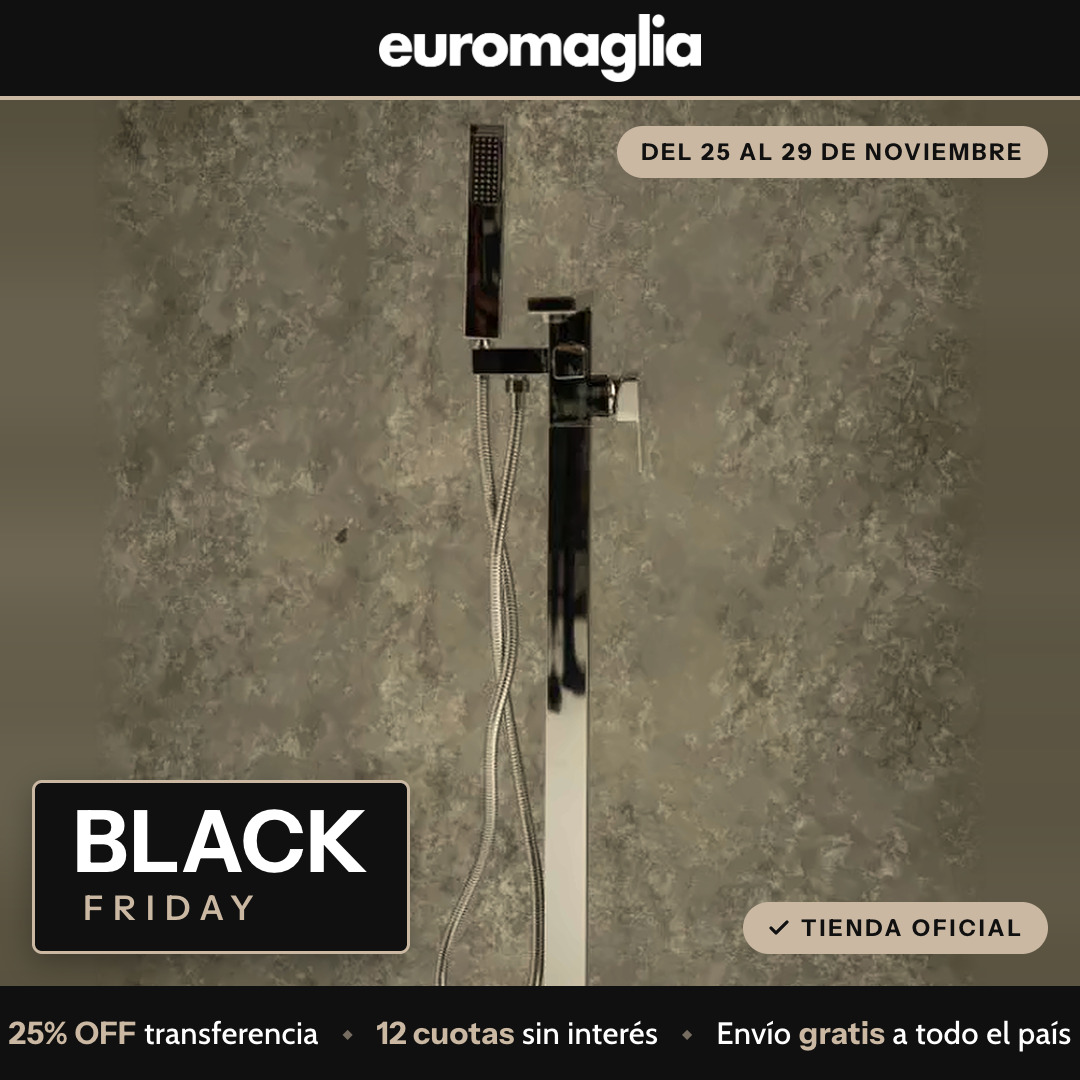 euromaglia
DEL 25 AL 29 DE NOVIEMBRE
BLACK
FRIDAY
✓ TIENDA OFICIAL
25% OFF transferencia ◆ 12 cuotas sin interés ◆ Envío gratis a todo el país